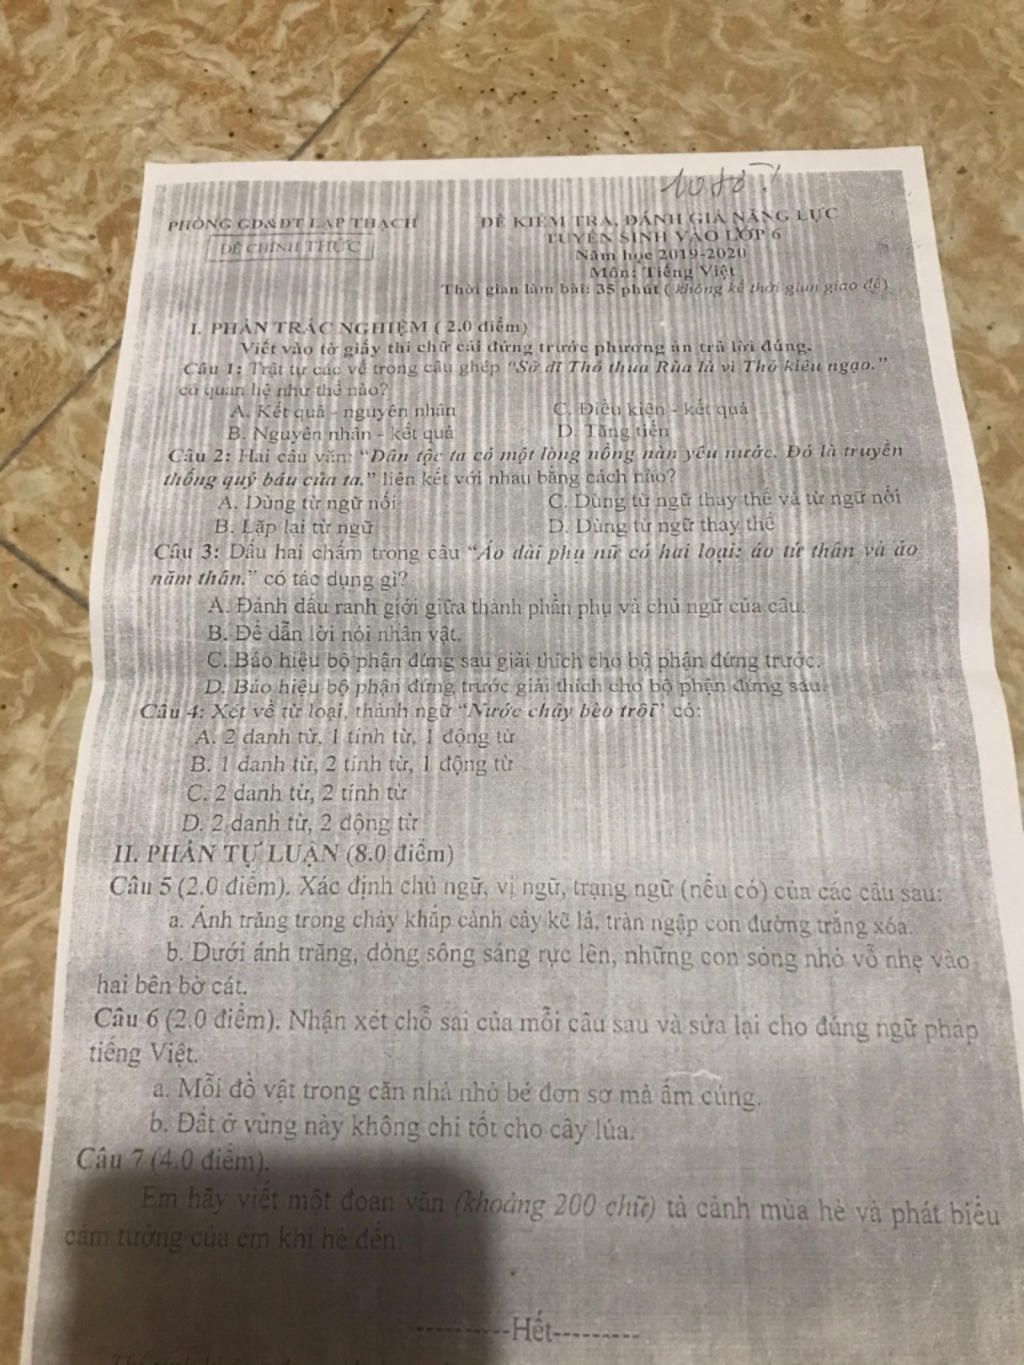 PHÒNG GD&ĐT LẬP THẠCH
ĐỀ CHÍNH THỨC
ĐỀ KIỂM TRA, ĐÁNH GIÁ NĂNG LỰC
TUYỂN SINH VÀO LỚP 6
Năm học 2019-2020
Môn: Tiếng Việt
Thời gian làm bài: 35 phút ( không kể thời gian giao đề)
I. PHẦN TRẮC NGHIỆM ( 2.0 điểm)
Viết vào tờ giấy thi chữ cái đứng trước phương án trả lời đúng.
Câu 1: Trật tự các vế trong câu ghép "Sở dĩ Thỏ thua Rùa là vì Thỏ kiêu ngạo."
có quan hệ như thế nào?
A. Kết quả - nguyên nhân
C. Điều kiện - kết quả
B. Nguyên nhân - kết quả
D. Tăng tiến
Câu 2: Hai câu văn: "Dân tộc ta có một lòng nồng nàn yêu nước. Đó là truyền
thống quý báu của ta." liên kết với nhau bằng cách nào?
A. Dùng từ ngữ nối
C. Dùng từ ngữ thay thế và từ ngữ nối
B. Lặp lại từ ngữ
D. Dùng từ ngữ thay thế
Câu 3: Dấu hai chấm trong câu "Áo dài phụ nữ có hai loại: áo tứ thân và áo
năm thân." có tác dụng gì?
A. Đánh dấu ranh giới giữa thành phần phụ và chủ ngữ của câu.
B. Để dẫn lời nói nhân vật.
C. Báo hiệu bộ phận đứng sau giải thích cho bộ phận đứng trước.
D. Báo hiệu bộ phận đứng trước giải thích cho bộ phận đứng sau.
Câu 4: Xét về từ loại, thành ngữ "Nước chảy bèo trôi" có:
A. 2 danh từ, 1 tính từ, 1 động từ
B. 1 danh từ, 2 tính từ, 1 động từ
C. 2 danh từ, 2 tính từ
D. 2 danh từ, 2 động từ
II. PHẦN TỰ LUẬN (8.0 điểm)
Câu 5 (2.0 điểm). Xác định chủ ngữ, vị ngữ, trạng ngữ (nếu có) của các câu sau:
a. Ánh trăng trong chảy khắp cành cây kẽ lá, tràn ngập con đường trắng xóa.
b. Dưới ánh trăng, dòng sông sáng rực lên, những con sóng nhỏ vỗ nhẹ vào
hai bên bờ cát.
Câu 6 (2.0 điểm). Nhận xét chỗ sai của mỗi câu sau và sửa lại cho đúng ngữ pháp
tiếng Việt.
a. Mỗi đồ vật trong căn nhà nhỏ bé đơn sơ mà ấm cúng.
b. Đất ở vùng này không chỉ tốt cho cây lúa.
Câu 7 (4.0 điểm).
Em hãy viết một đoạn văn (khoảng 200 chữ) tả cảnh mùa hè và phát biểu
cảm tưởng của em khi hè đến.
----------Hết---------